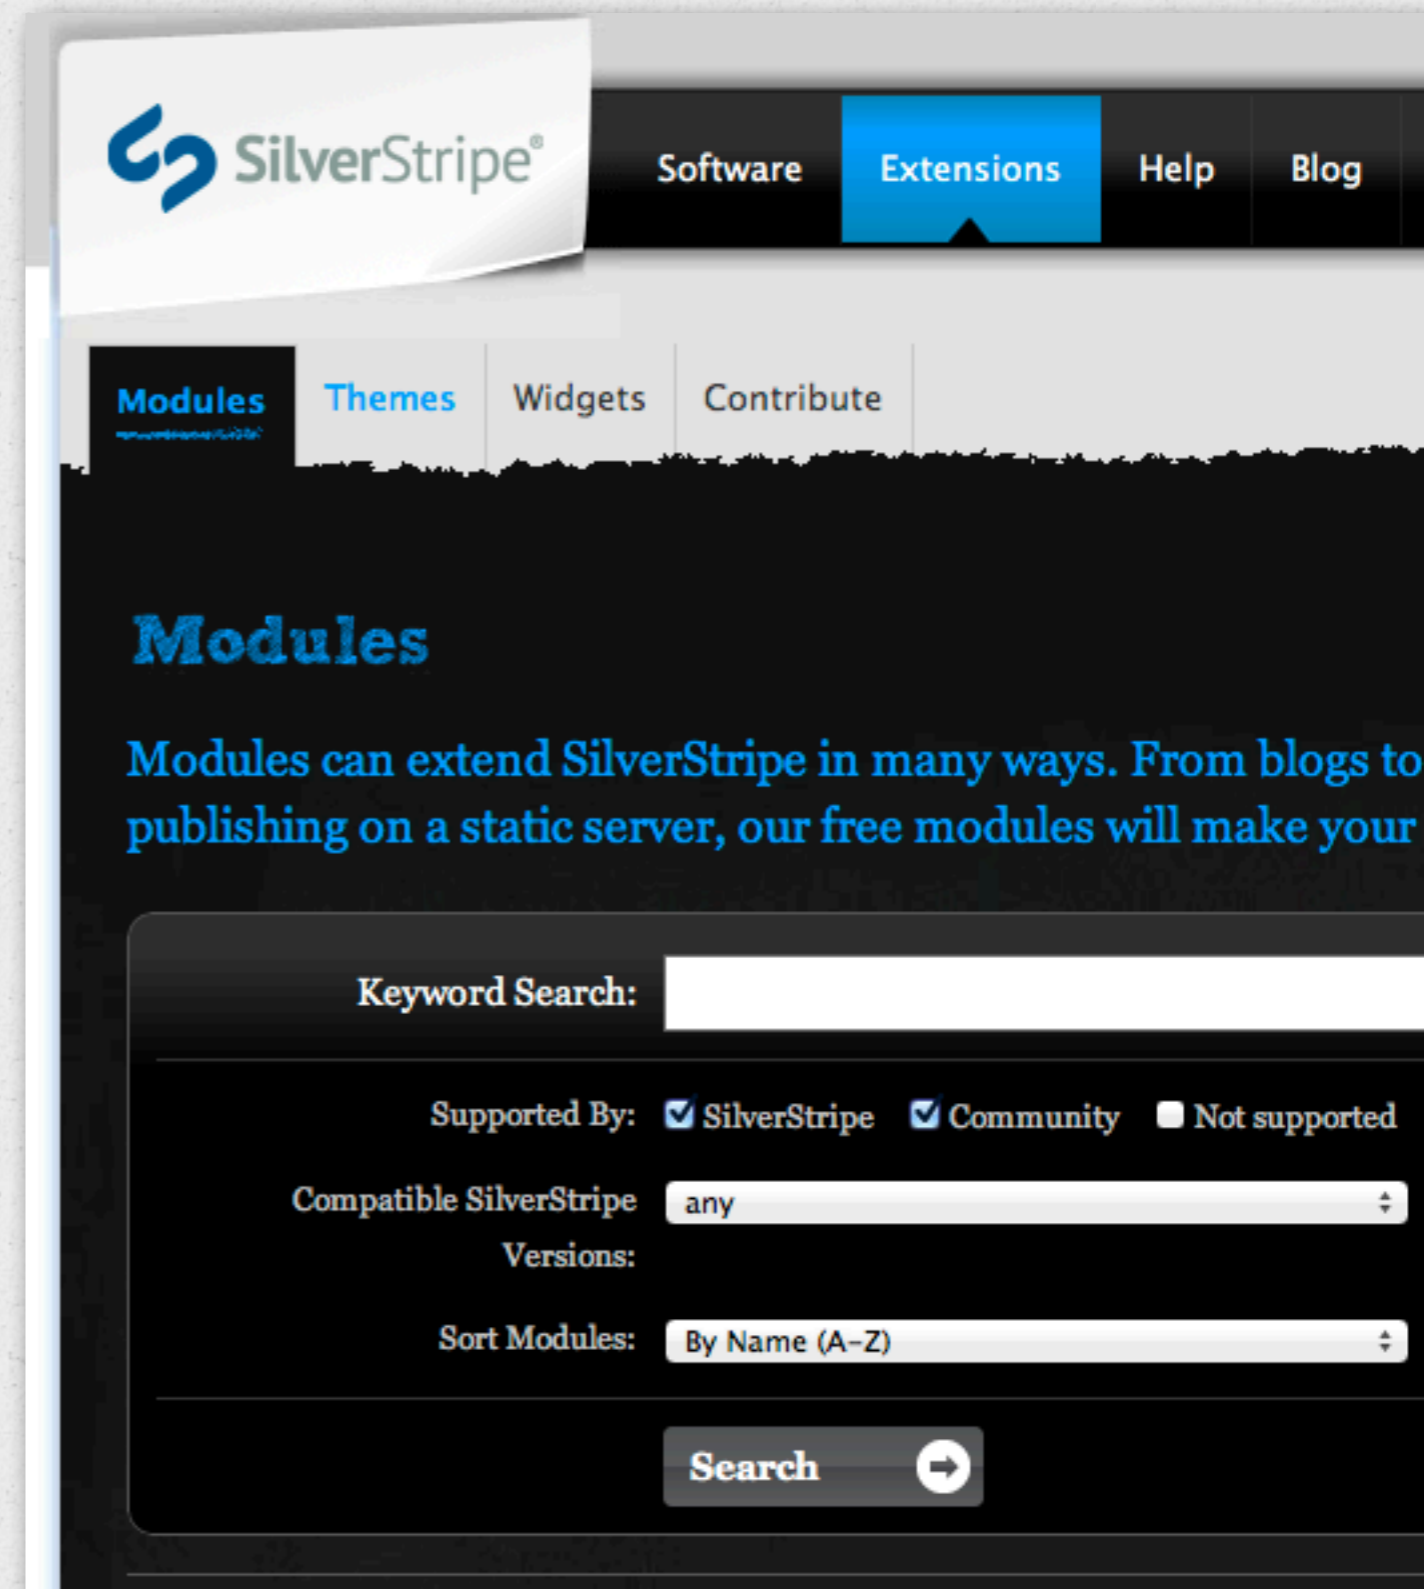 SilverStripe®
Software Extensions Help Blog
Modules Themes Widgets Contribute
Modules
Modules can extend SilverStripe in many ways. From blogs to
publishing on a static server, our free modules will make your
Keyword Search:
Supported By: SilverStripe Community Not supported
Compatible SilverStripe any
Versions:
Sort Modules: By Name (A–Z)
Search